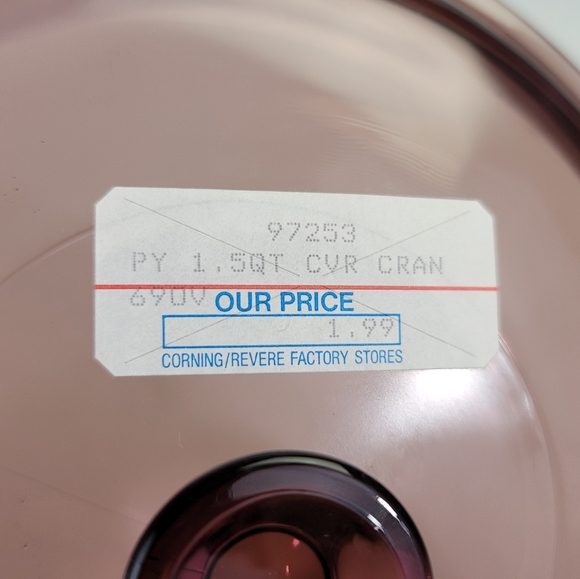 97253
PY 1.5QT CVR CRAN
690V OUR PRICE
1.99
CORNING/REVERE FACTORY STORES